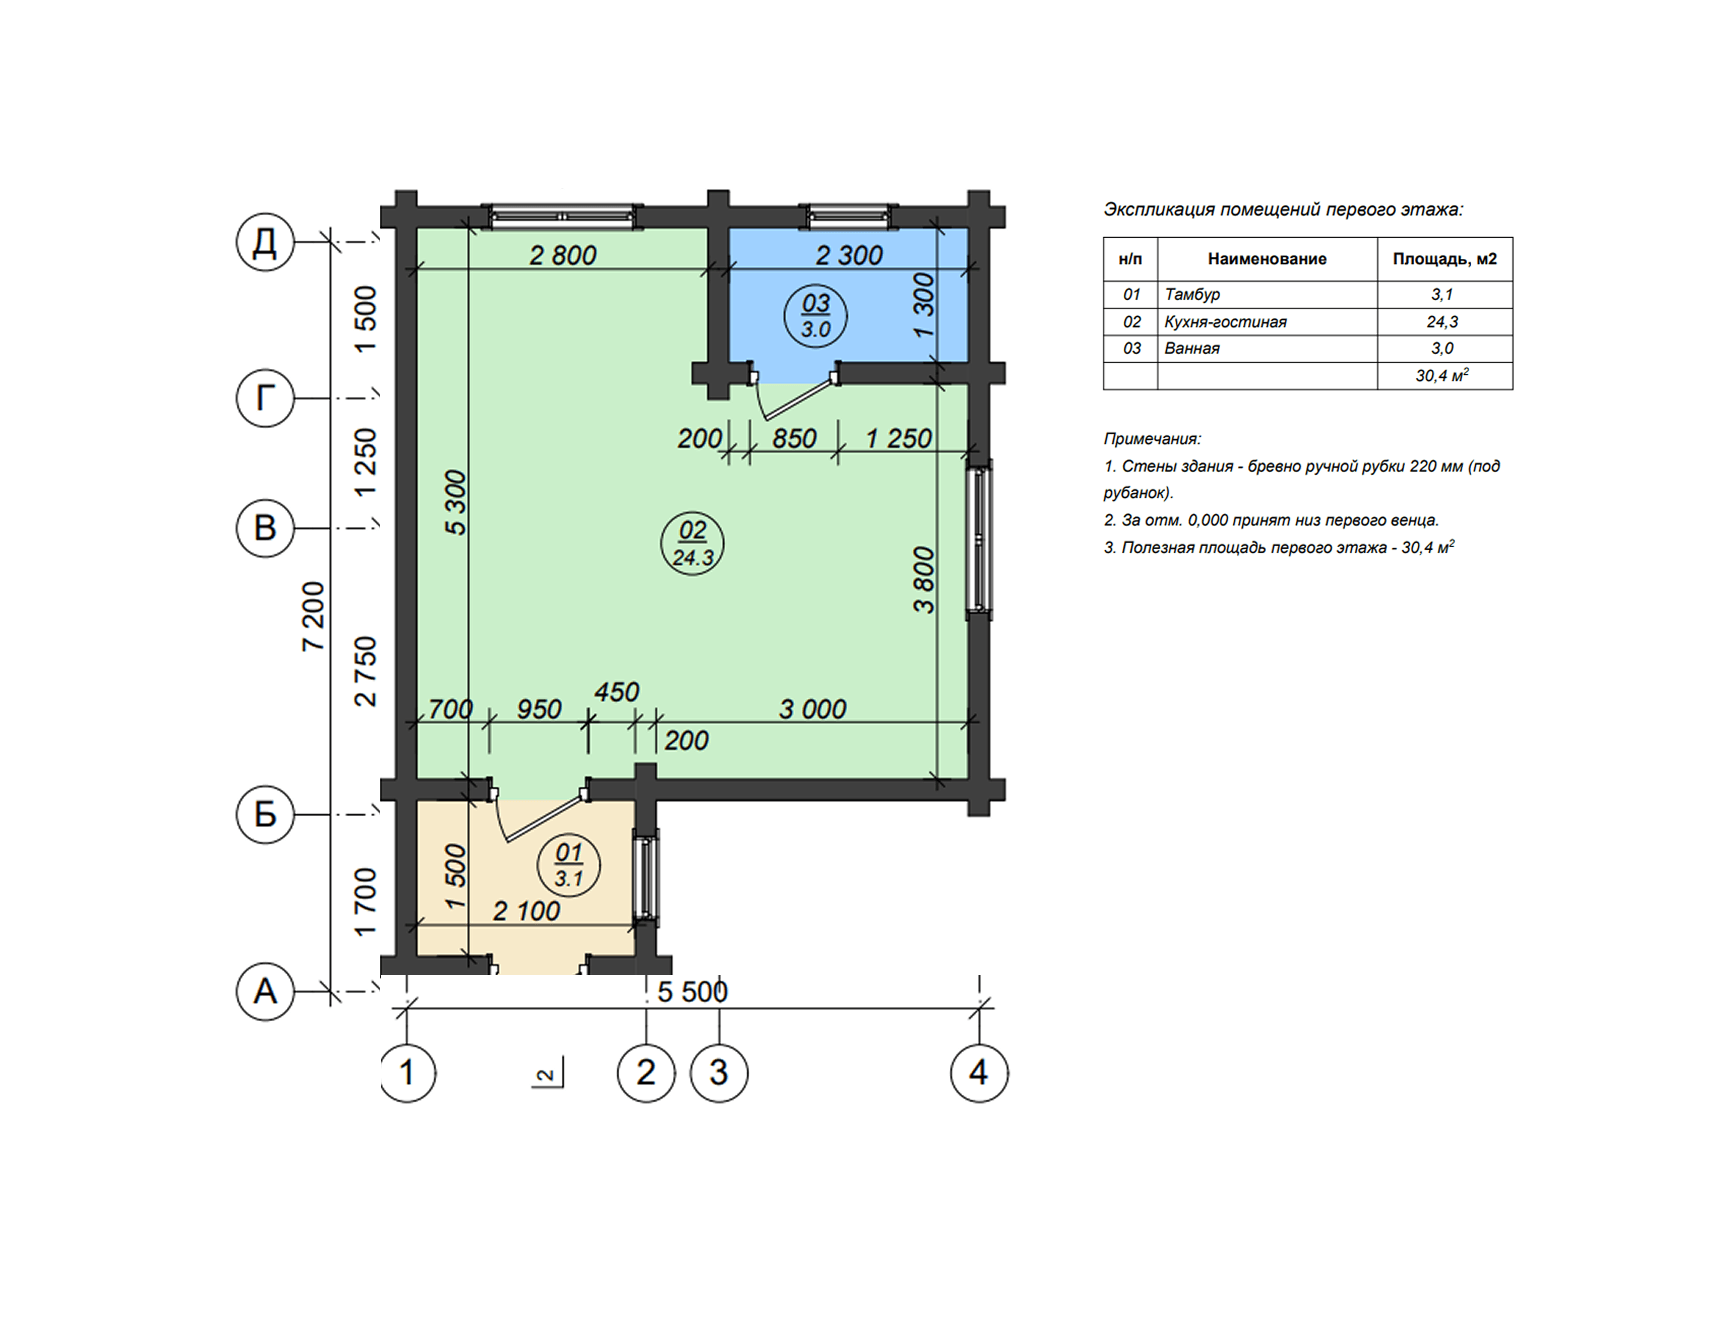 Экспликация помещений первого этажа:
н/п Наименование Площадь, м2
01 Тамбур 3,1
02 Кухня-гостиная 24,3
03 Ванная 3,0
30,4 м²
Примечания:
1. Стены здания - бревно ручной рубки 220 мм (под
рубанок).
2. За отм. 0,000 принят низ первого венца.
3. Полезная площадь первого этажа - 30,4 м²
Д
Г
В
Б
А
7 200
1 500
1 250
2 750
1 700
2 800
2 300
1 300
03
3.0
200
850
1 250
5 300
02
24.3
3 800
700
950
450
200
3 000
01
3.1
1 500
2 100
5 500
1
2
2
3
4